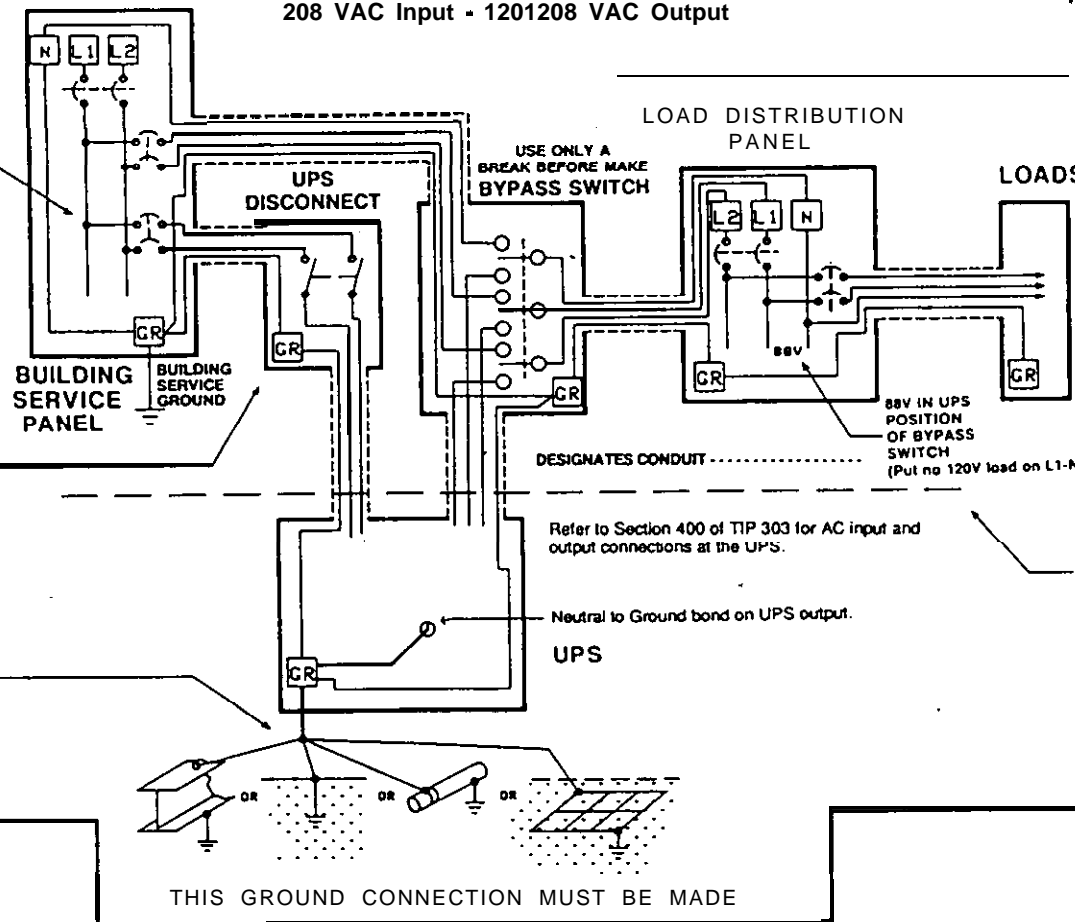 208 VAC Input - 1201208 VAC Output
N L1 L2
LOAD DISTRIBUTION
PANEL
USE ONLY A
BREAK BEFORE MAKE
BYPASS SWITCH
UPS
DISCONNECT
LOADS
L2 L1 N
GR
GR
GR
GR
GR
88V
BUILDING
SERVICE
PANEL
BUILDING
SERVICE
GROUND
88V IN UPS
POSITION
OF BYPASS
SWITCH
(Put no 120V load on L1-N
DESIGNATES CONDUIT
Refer to Section 400 of TIP 303 for AC input and
output connections at the UPS.
Neutral to Ground bond on UPS output.
UPS
GR
OR OR OR
THIS GROUND CONNECTION MUST BE MADE